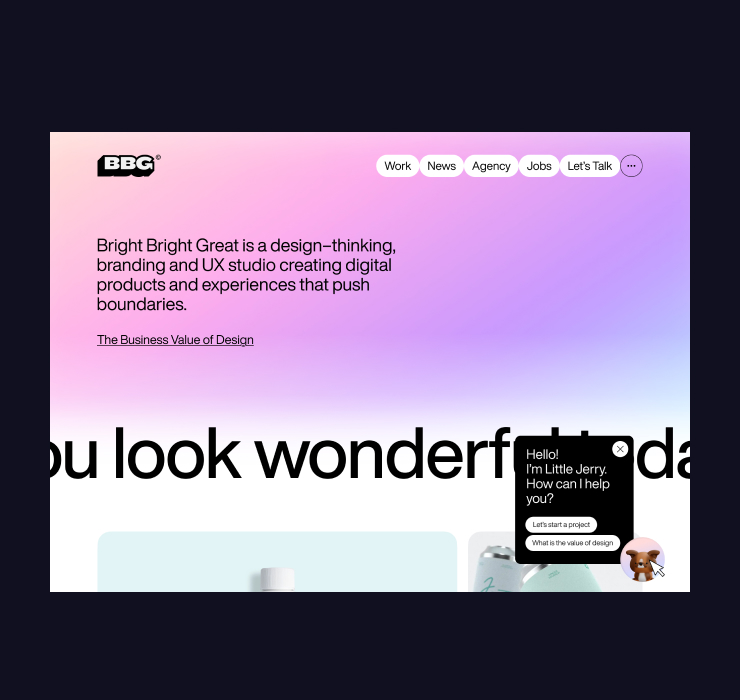 BBG©
Work News Agency Jobs Let's Talk ...
Bright Bright Great is a design–thinking,
branding and UX studio creating digital
products and experiences that push
boundaries.
The Business Value of Design
ou look wonderful toda
Hello!
I'm Little Jerry.
How can I help
you?
Let's start a project
What is the value of design